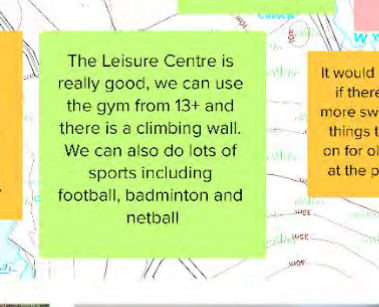 The Leisure Centre is
really good, we can use
the gym from 13+ and
there is a climbing wall.
We can also do lots of
sports including
football, badminton and
netball
It would
if there
more sw
things t
on for ol
at the p